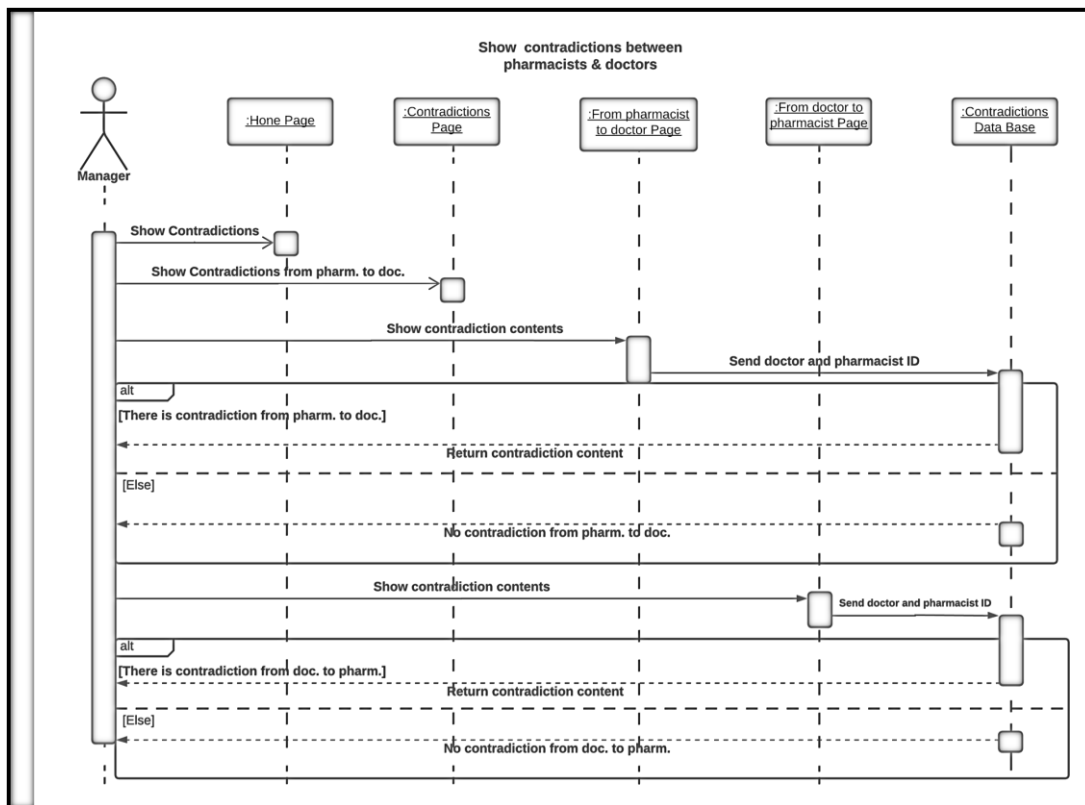 Show contradictions between
pharmacists & doctors
:Hone Page
:Contradictions
Page
:From pharmacist
to doctor Page
:From doctor to
pharmacist Page
:Contradictions
Data Base
Manager
Show Contradictions
Show Contradictions from pharm. to doc.
Show contradiction contents
Send doctor and pharmacist ID
alt
[There is contradiction from pharm. to doc.]
Return contradiction content
[Else]
No contradiction from pharm. to doc.
Show contradiction contents
Send doctor and pharmacist ID
alt
[There is contradiction from doc. to pharm.]
Return contradiction content
[Else]
No contradiction from doc. to pharm.